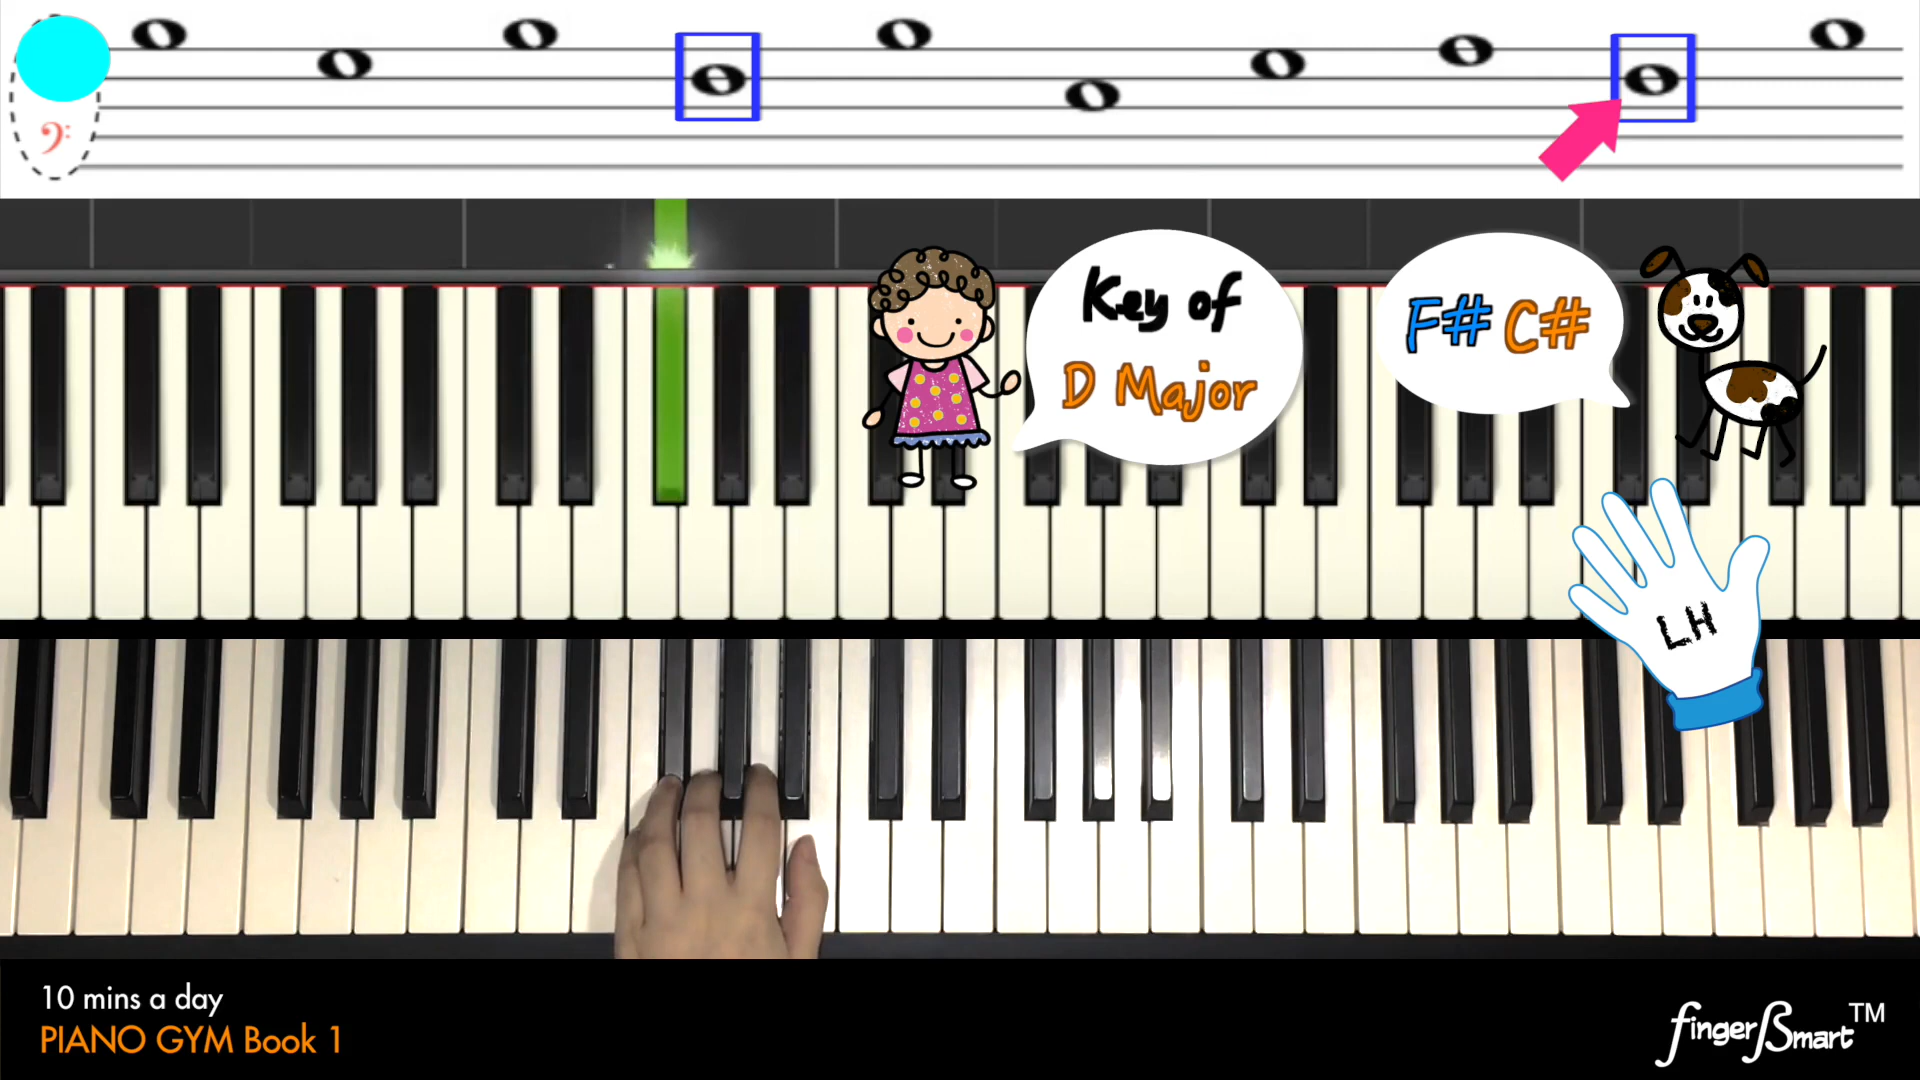 Key of
D Major
F# C#
LH
10 mins a day
PIANO GYM Book 1
fingerSmart™